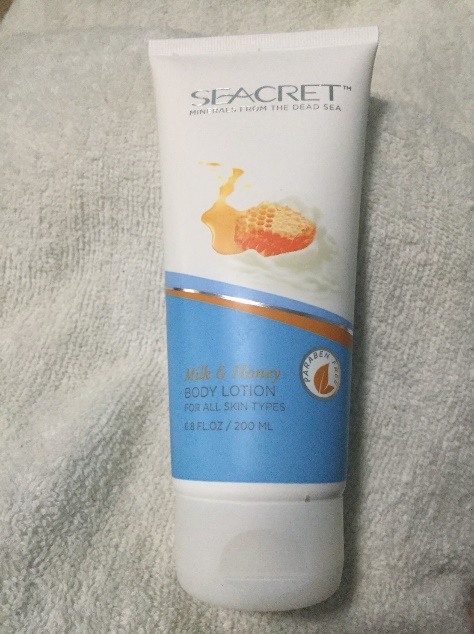 SEACRET™
MINERALS FROM THE DEAD SEA
Milk & Honey
BODY LOTION
FOR ALL SKIN TYPES
6.8 FL.OZ / 200 ML
PARABEN FREE